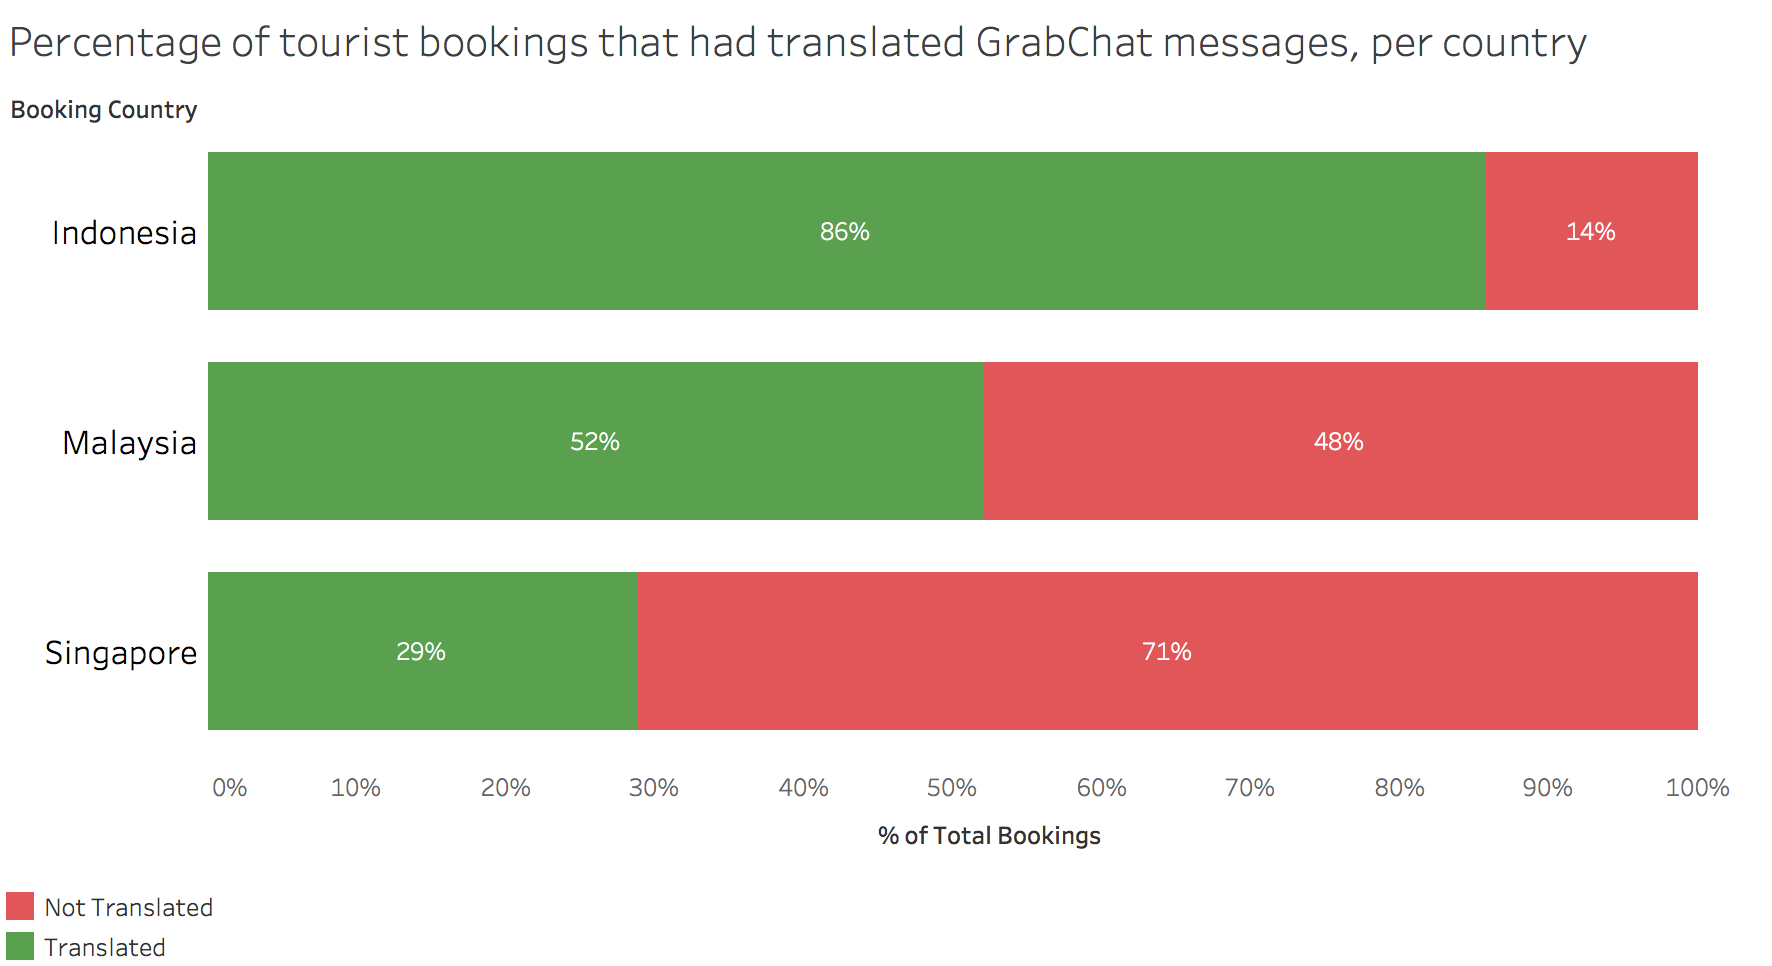 Percentage of tourist bookings that had translated GrabChat messages, per country
Booking Country
Indonesia
86%
14%
Malaysia
52%
48%
Singapore
29%
71%
0% 10% 20% 30% 40% 50% 60% 70% 80% 90% 100%
% of Total Bookings
Not Translated
Translated